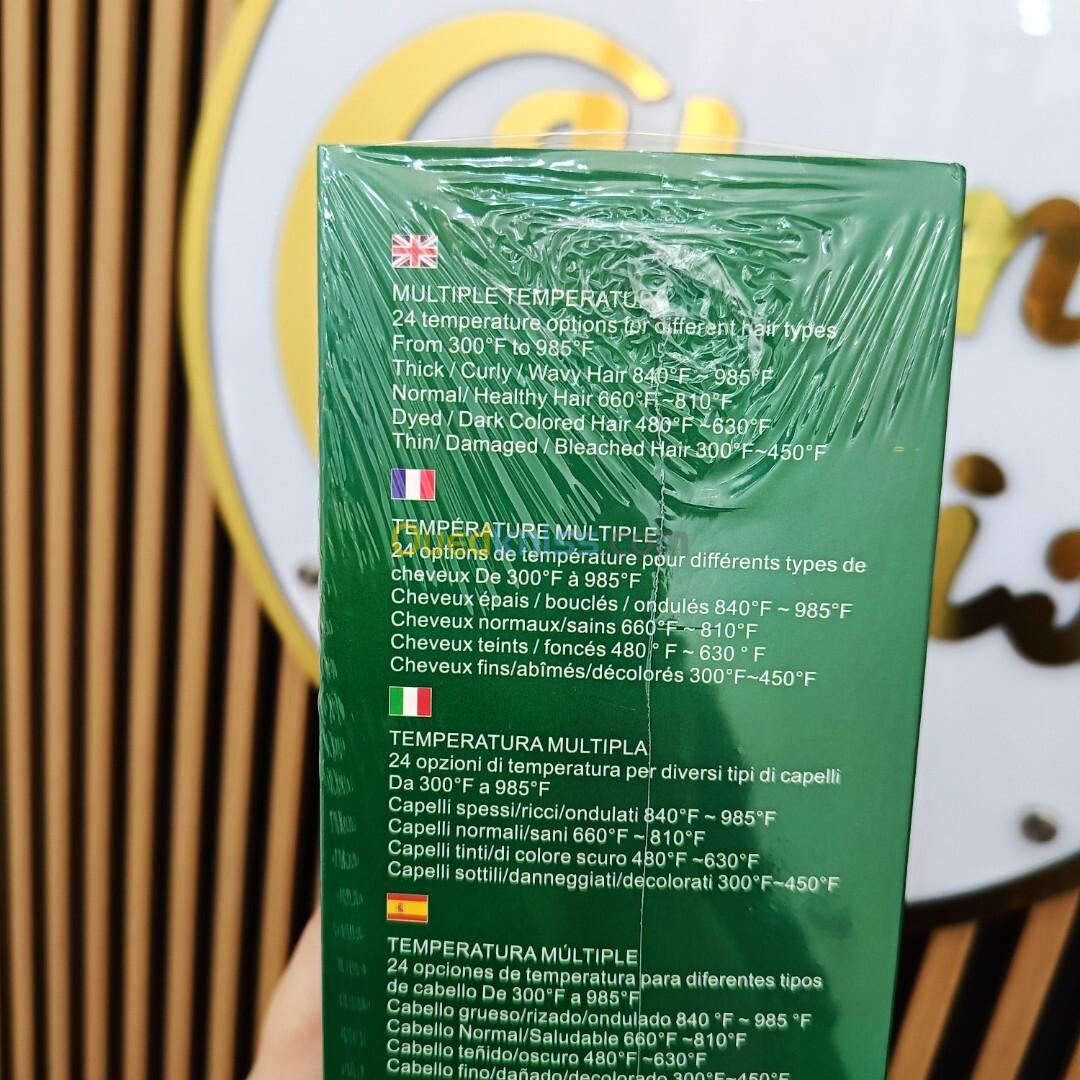 MULTIPLE TEMPERATU
24 temperature options for different hair types
From 300°F to 985°F
Thick / Curly / Wavy Hair 840°F ~ 985°F
Normal/ Healthy Hair 660°F ~810°F
Dyed / Dark Colored Hair 480°F ~630°F
Thin/ Damaged / Bleached Hair 300°F~450°F
TEMPÉRATURE MULTIPLE
24 options de température pour différents types de
cheveux De 300°F à 985°F
Cheveux épais / bouclés / ondulés 840°F ~ 985°F
Cheveux normaux/sains 660°F ~ 810°F
Cheveux teints / foncés 480 ° F ~ 630 ° F
Cheveux fins/abîmés/décolorés 300°F~450°F
TEMPERATURA MULTIPLA
24 opzioni di temperatura per diversi tipi di capelli
Da 300°F a 985°F
Capelli spessi/ricci/ondulati 840°F ~ 985°F
Capelli normali/sani 660°F ~ 810°F
Capelli tinti/di colore scuro 480°F ~630°F
Capelli sottili/danneggiati/decolorati 300°F~450°F
TEMPERATURA MÚLTIPLE
24 opciones de temperatura para diferentes tipos
de cabello De 300°F a 985°F
Cabello grueso/rizado/ondulado 840 °F ~ 985 °F
Cabello Normal/Saludable 660°F ~810°F
Cabello teñido/oscuro 480°F ~630°F
Cabello fino/dañado/decolorado 300°F~450°F